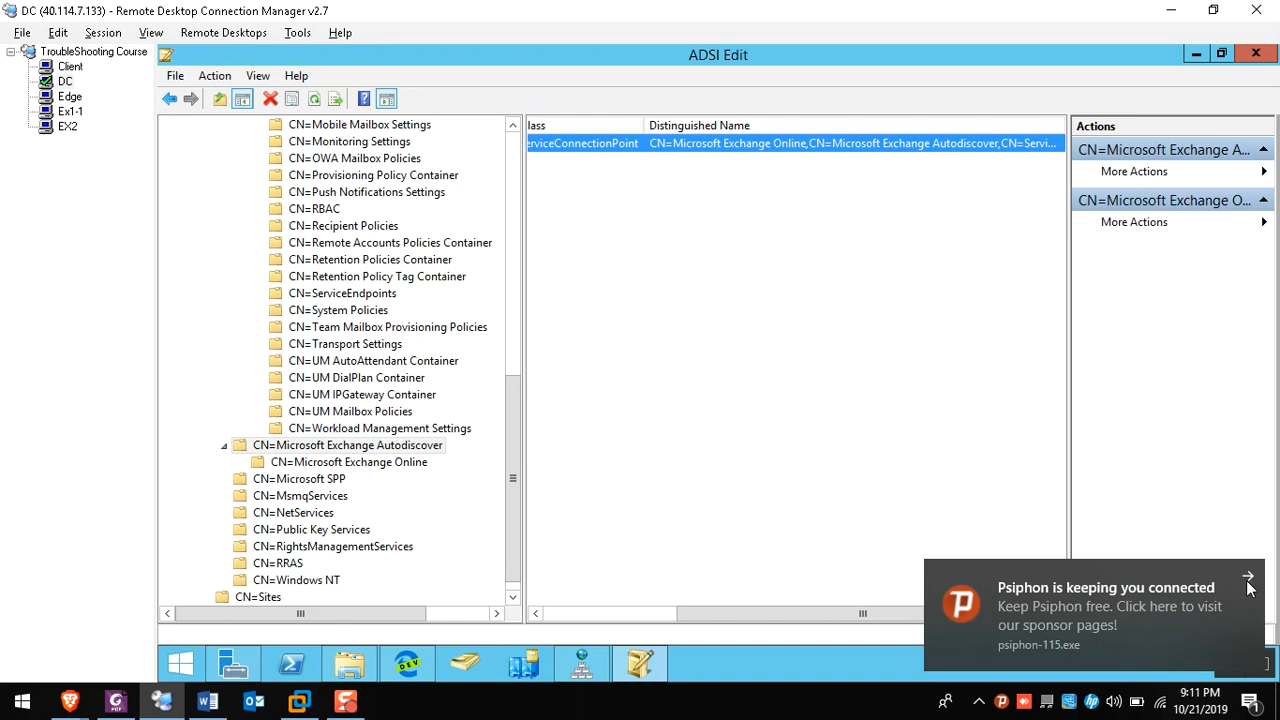 DC (40.114.7.133) - Remote Desktop Connection Manager v2.7
File Edit Session View Remote Desktops Tools Help
TroubleShooting Course
Client
DC
Edge
Ex1-1
EX2
ADSI Edit
File Action View Help
CN=Mobile Mailbox Settings
CN=Monitoring Settings
CN=OWA Mailbox Policies
CN=Provisioning Policy Container
CN=Push Notifications Settings
CN=RBAC
CN=Recipient Policies
CN=Remote Accounts Policies Container
CN=Retention Policies Container
CN=Retention Policy Tag Container
CN=ServiceEndpoints
CN=System Policies
CN=Team Mailbox Provisioning Policies
CN=Transport Settings
CN=UM AutoAttendant Container
CN=UM DialPlan Container
CN=UM IPGateway Container
CN=UM Mailbox Policies
CN=Workload Management Settings
CN=Microsoft Exchange Autodiscover
CN=Microsoft Exchange Online
CN=Microsoft SPP
CN=MsmqServices
CN=NetServices
CN=Public Key Services
CN=RightsManagementServices
CN=RRAS
CN=Windows NT
CN=Sites
lass Distinguished Name
erviceConnectionPoint CN=Microsoft Exchange Online,CN=Microsoft Exchange Autodiscover,CN=Servi...
Actions
CN=Microsoft Exchange A...
More Actions
CN=Microsoft Exchange O...
More Actions
Psiphon is keeping you connected
Keep Psiphon free. Click here to visit
our sponsor pages!
psiphon-115.exe
DEV
9:11 PM
10/21/2019
1